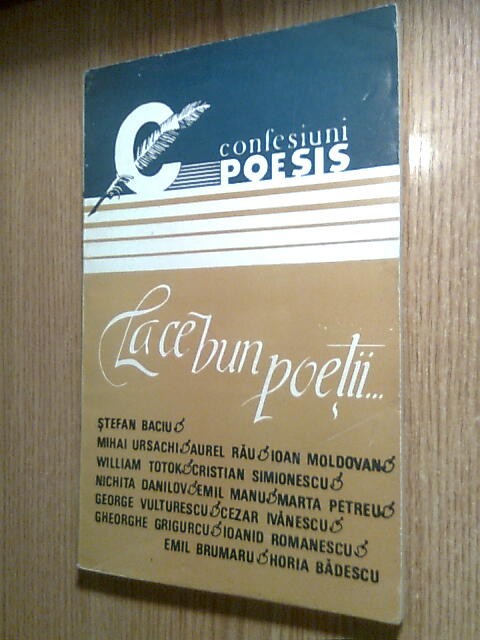 C
confesiuni
POESIS
La ce bun
poeții...
ȘTEFAN BACIU
MIHAI URSACHI AUREL RĂU IOAN MOLDOVAN
WILLIAM TOTOK CRISTIAN SIMIONESCU
NICHITA DANILOV EMIL MANU MARTA PETREU
GEORGE VULTURESCU CEZAR IVĂNESCU
GHEORGHE GRIGURCU IOANID ROMANESCU
EMIL BRUMARU HORIA BĂDESCU